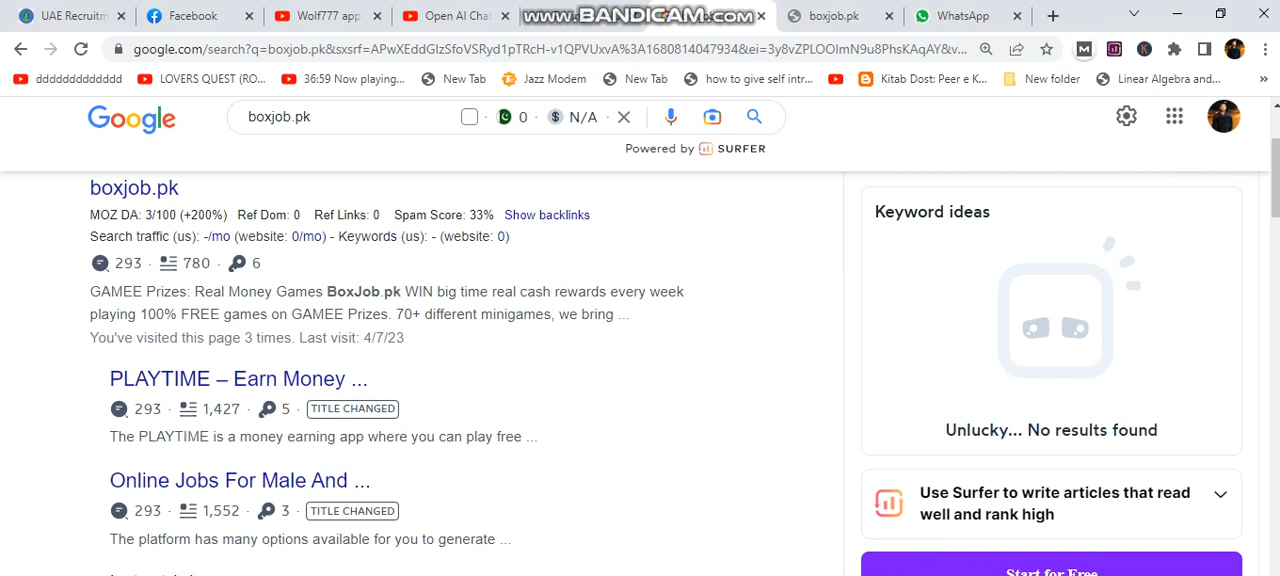 UAE Recruitm
Facebook
Wolf777 app
Open AI Chat
www.BANDICAM.com
boxjob.pk
WhatsApp
google.com/search?q=boxjob.pk&sxsrf=APwXEddGIzSfoVSRyd1pTRcH-v1QPVUxvA%3A1680814047934&ei=3y8vZPLOOImN9u8PhsKAqAY&v...
ddddddddddddd
LOVERS QUEST (RO...
36:59 Now playing...
New Tab
Jazz Modem
New Tab
how to give self intr...
Kitab Dost: Peer e K...
New folder
Linear Algebra and...
»
Google
boxjob.pk
0 · $ N/A ·
Powered by SURFER
boxjob.pk
MOZ DA: 3/100 (+200%) Ref Dom: 0 Ref Links: 0 Spam Score: 33% Show backlinks
Search traffic (us): -/mo (website: 0/mo) - Keywords (us): - (website: 0)
293 · 780 · 6
GAMEE Prizes: Real Money Games BoxJob.pk WIN big time real cash rewards every week
playing 100% FREE games on GAMEE Prizes. 70+ different minigames, we bring ...
You've visited this page 3 times. Last visit: 4/7/23
PLAYTIME – Earn Money ...
293 · 1,427 · 5 · TITLE CHANGED
The PLAYTIME is a money earning app where you can play free ...
Online Jobs For Male And ...
293 · 1,552 · 3 · TITLE CHANGED
The platform has many options available for you to generate ...
Keyword ideas
Unlucky... No results found
Use Surfer to write articles that read
well and rank high
Start for Free